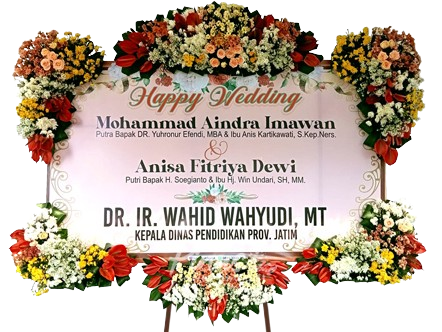 Happy Wedding
Mohammad Aindra Imawan
Putra Bapak DR. Yuhronur Efendi, MBA & Ibu Anis Kartikawati, S.Kep.Ners.
&
Anisa Fitriya Dewi
Putri Bapak H. Soegianto & Ibu Hj. Win Undari, SH, MM.
DR. IR. WAHID WAHYUDI, MT
KEPALA DINAS PENDIDIKAN PROV. JATIM